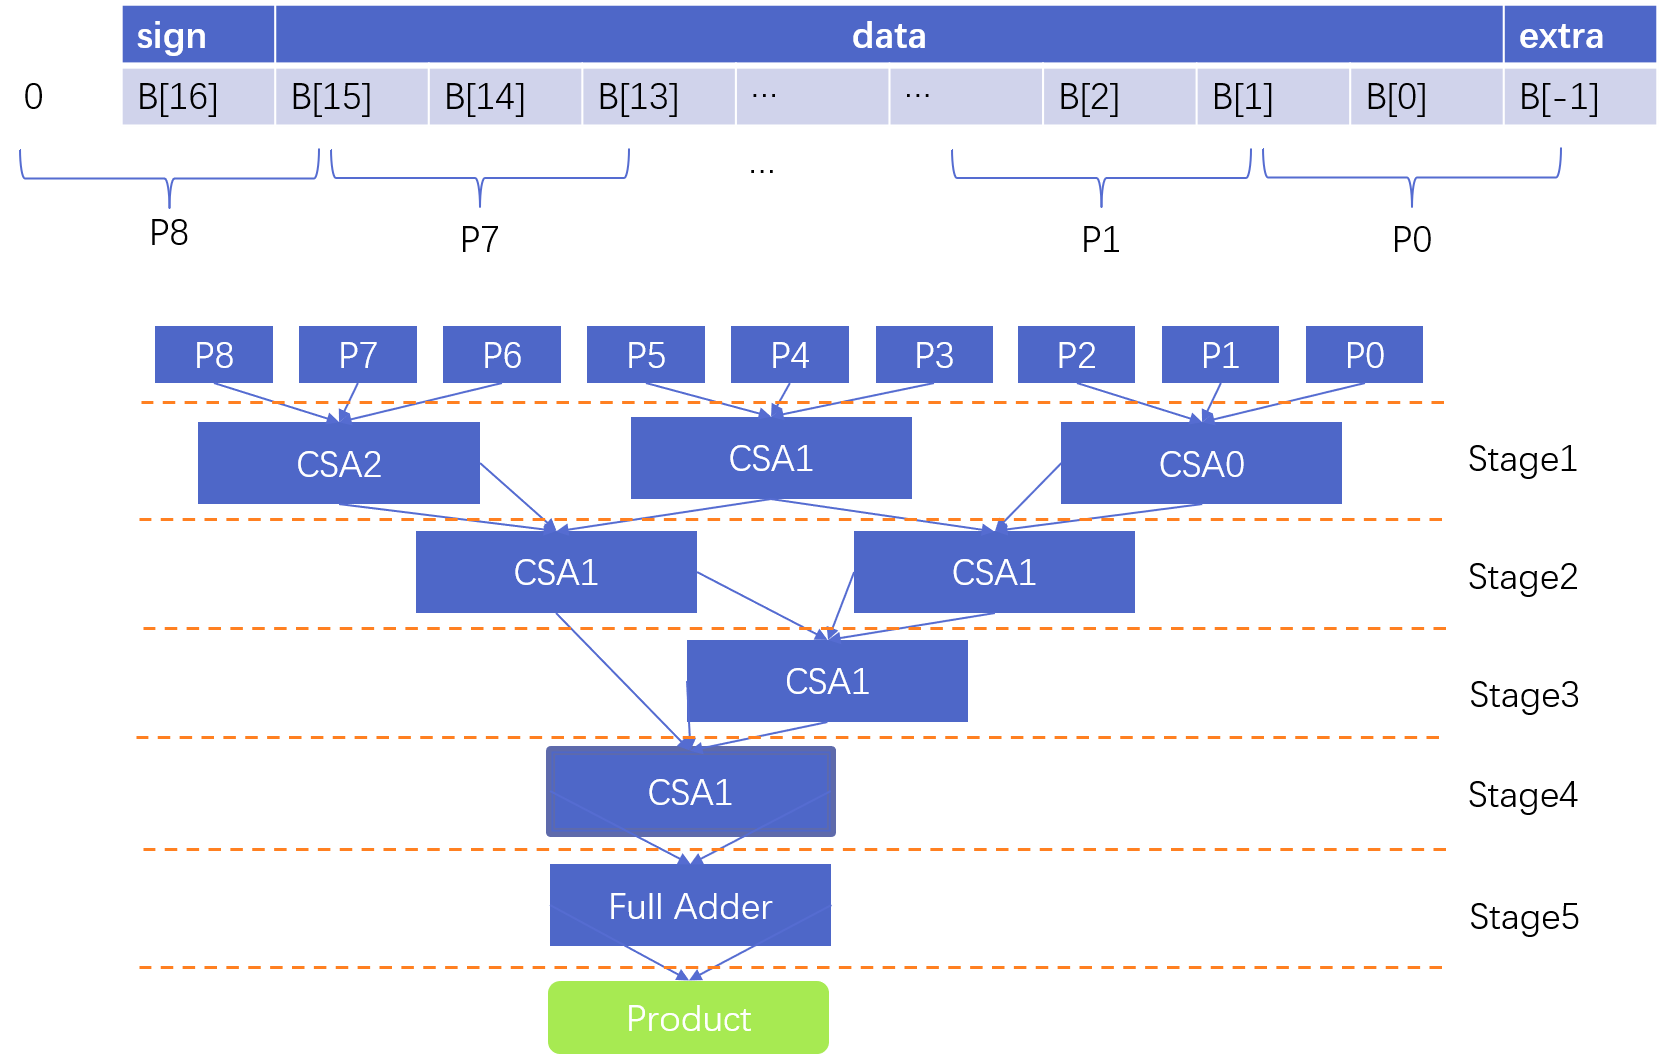 sign data extra
0 B[16] B[15] B[14] B[13] ... ... B[2] B[1] B[0] B[-1]
...
P8 P7 P1 P0
P8 P7 P6 P5 P4 P3 P2 P1 P0
CSA2 CSA1 CSA0 Stage1
CSA1 CSA1 Stage2
CSA1 Stage3
CSA1 Stage4
Full Adder Stage5
Product